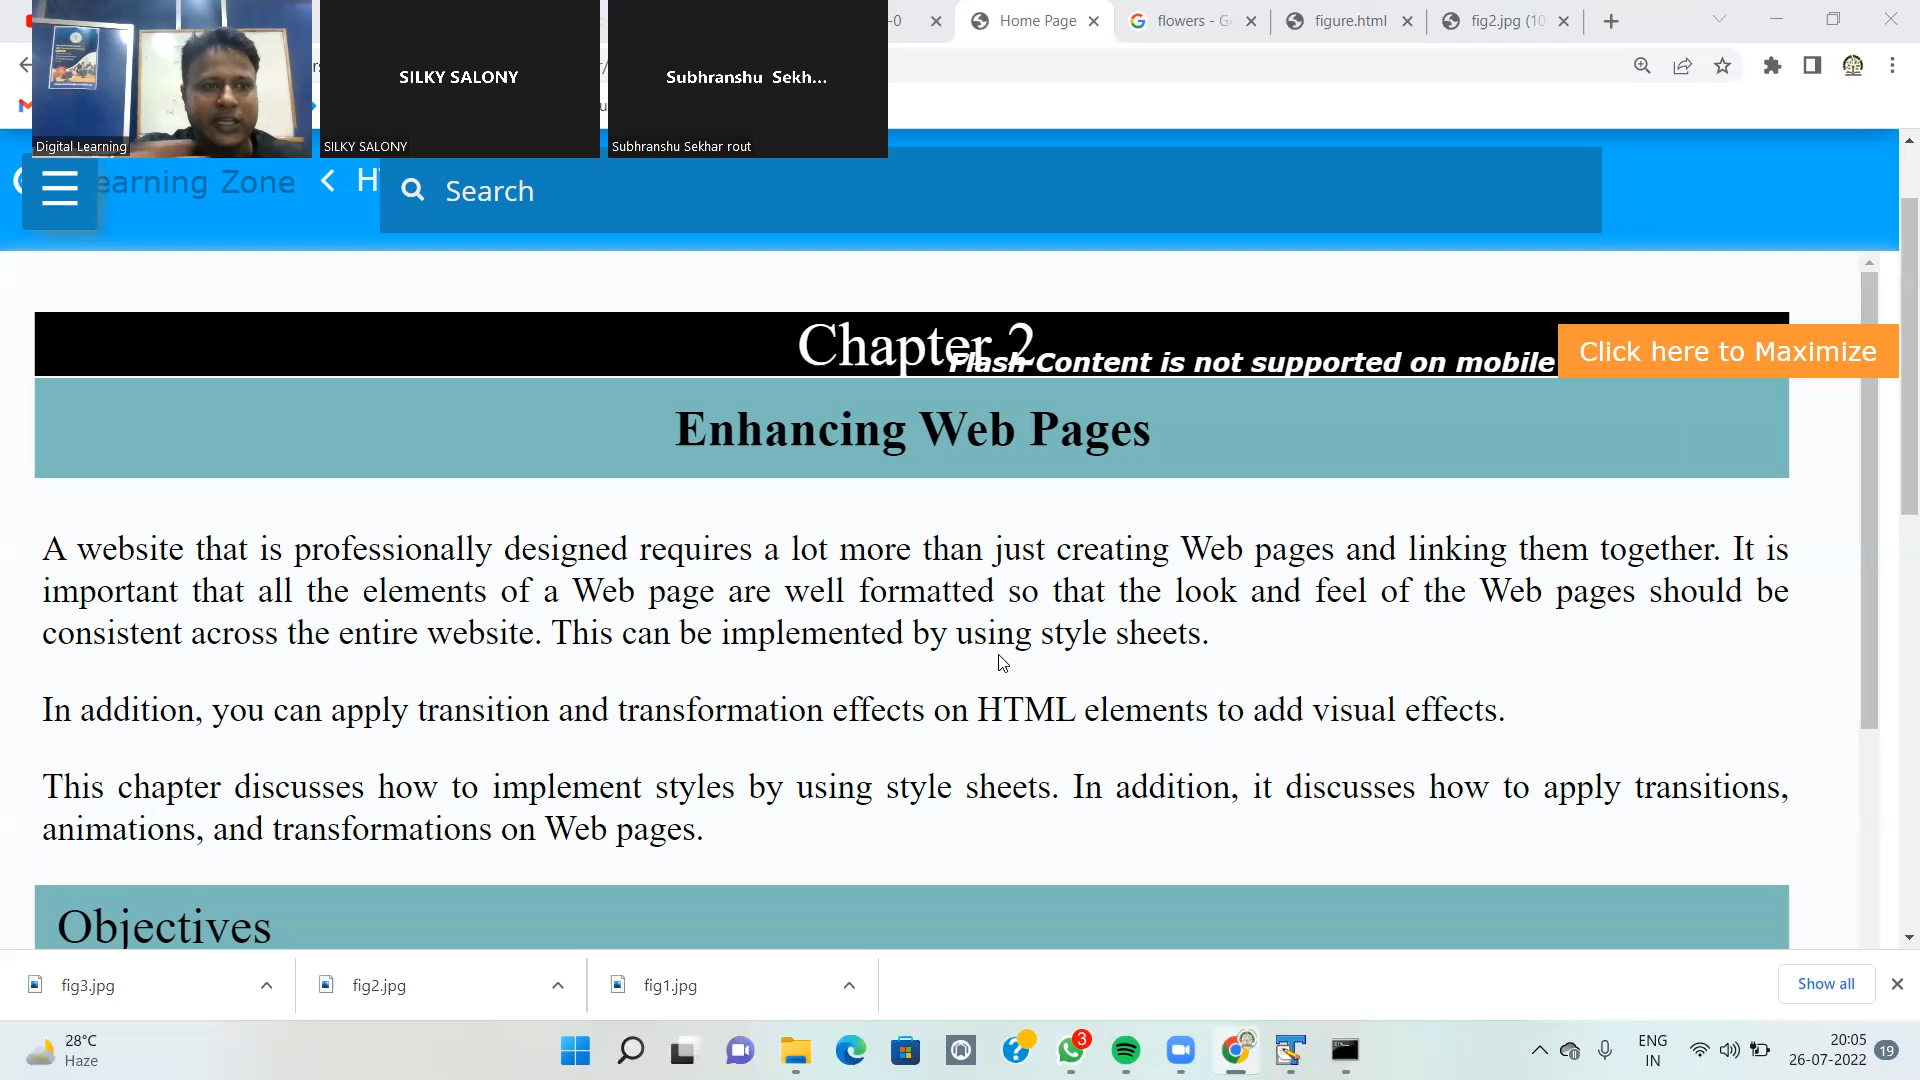 -0
Home Page
flowers - G
figure.html
fig2.jpg (10
SILKY SALONY
Subhranshu Sekh...
Digital Learning
SILKY SALONY
Subhranshu Sekhar rout
earning Zone
Search
Chapter 2
Flash Content is not supported on mobile
Click here to Maximize
Enhancing Web Pages
A website that is professionally designed requires a lot more than just creating Web pages and linking them together. It is
important that all the elements of a Web page are well formatted so that the look and feel of the Web pages should be
consistent across the entire website. This can be implemented by using style sheets.
In addition, you can apply transition and transformation effects on HTML elements to add visual effects.
This chapter discusses how to implement styles by using style sheets. In addition, it discusses how to apply transitions,
animations, and transformations on Web pages.
Objectives
fig3.jpg
fig2.jpg
fig1.jpg
Show all
28°C
Haze
3
ENG
IN
20:05
26-07-2022
19